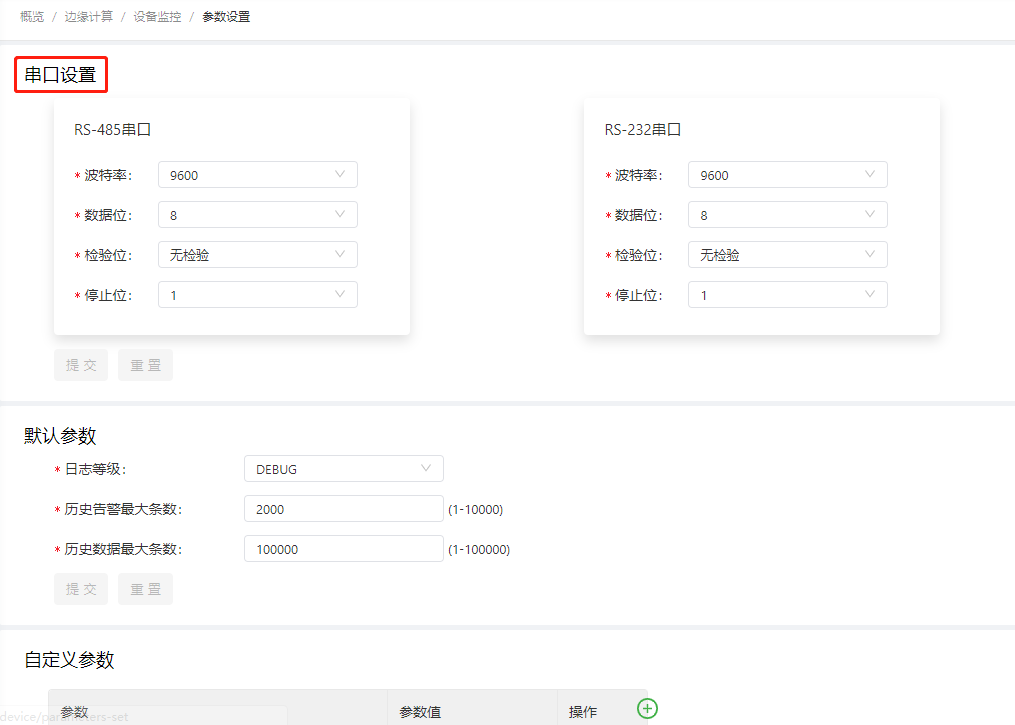 概览 / 边缘计算 / 设备监控 / 参数设置
串口设置
RS-485串口
* 波特率: 9600
* 数据位: 8
* 检验位: 无检验
* 停止位: 1
RS-232串口
* 波特率: 9600
* 数据位: 8
* 检验位: 无检验
* 停止位: 1
提 交 重 置
默认参数
* 日志等级: DEBUG
* 历史告警最大条数: 2000 (1-10000)
* 历史数据最大条数: 100000 (1-100000)
提 交 重 置
自定义参数
参数 参数值 操作
device/parameters-set